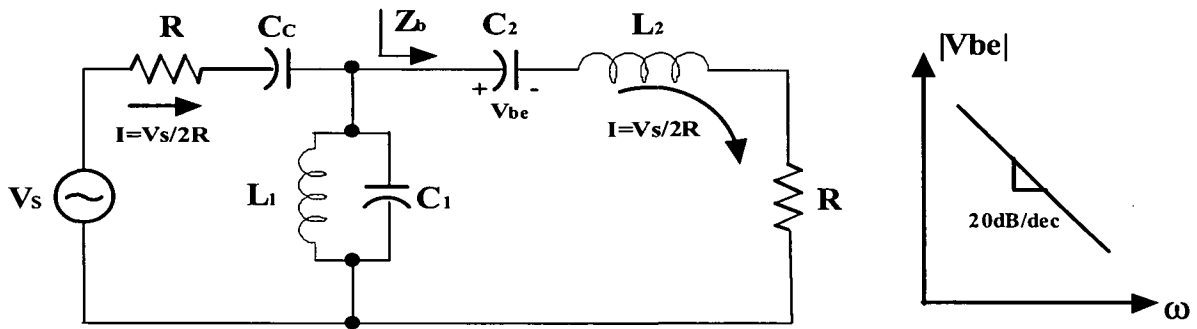 R
Cc
Zb
C2
L2
|Vbe|
+
-
Vbe
I=Vs/2R
I=Vs/2R
Vs
L1
C1
R
20dB/dec
ω